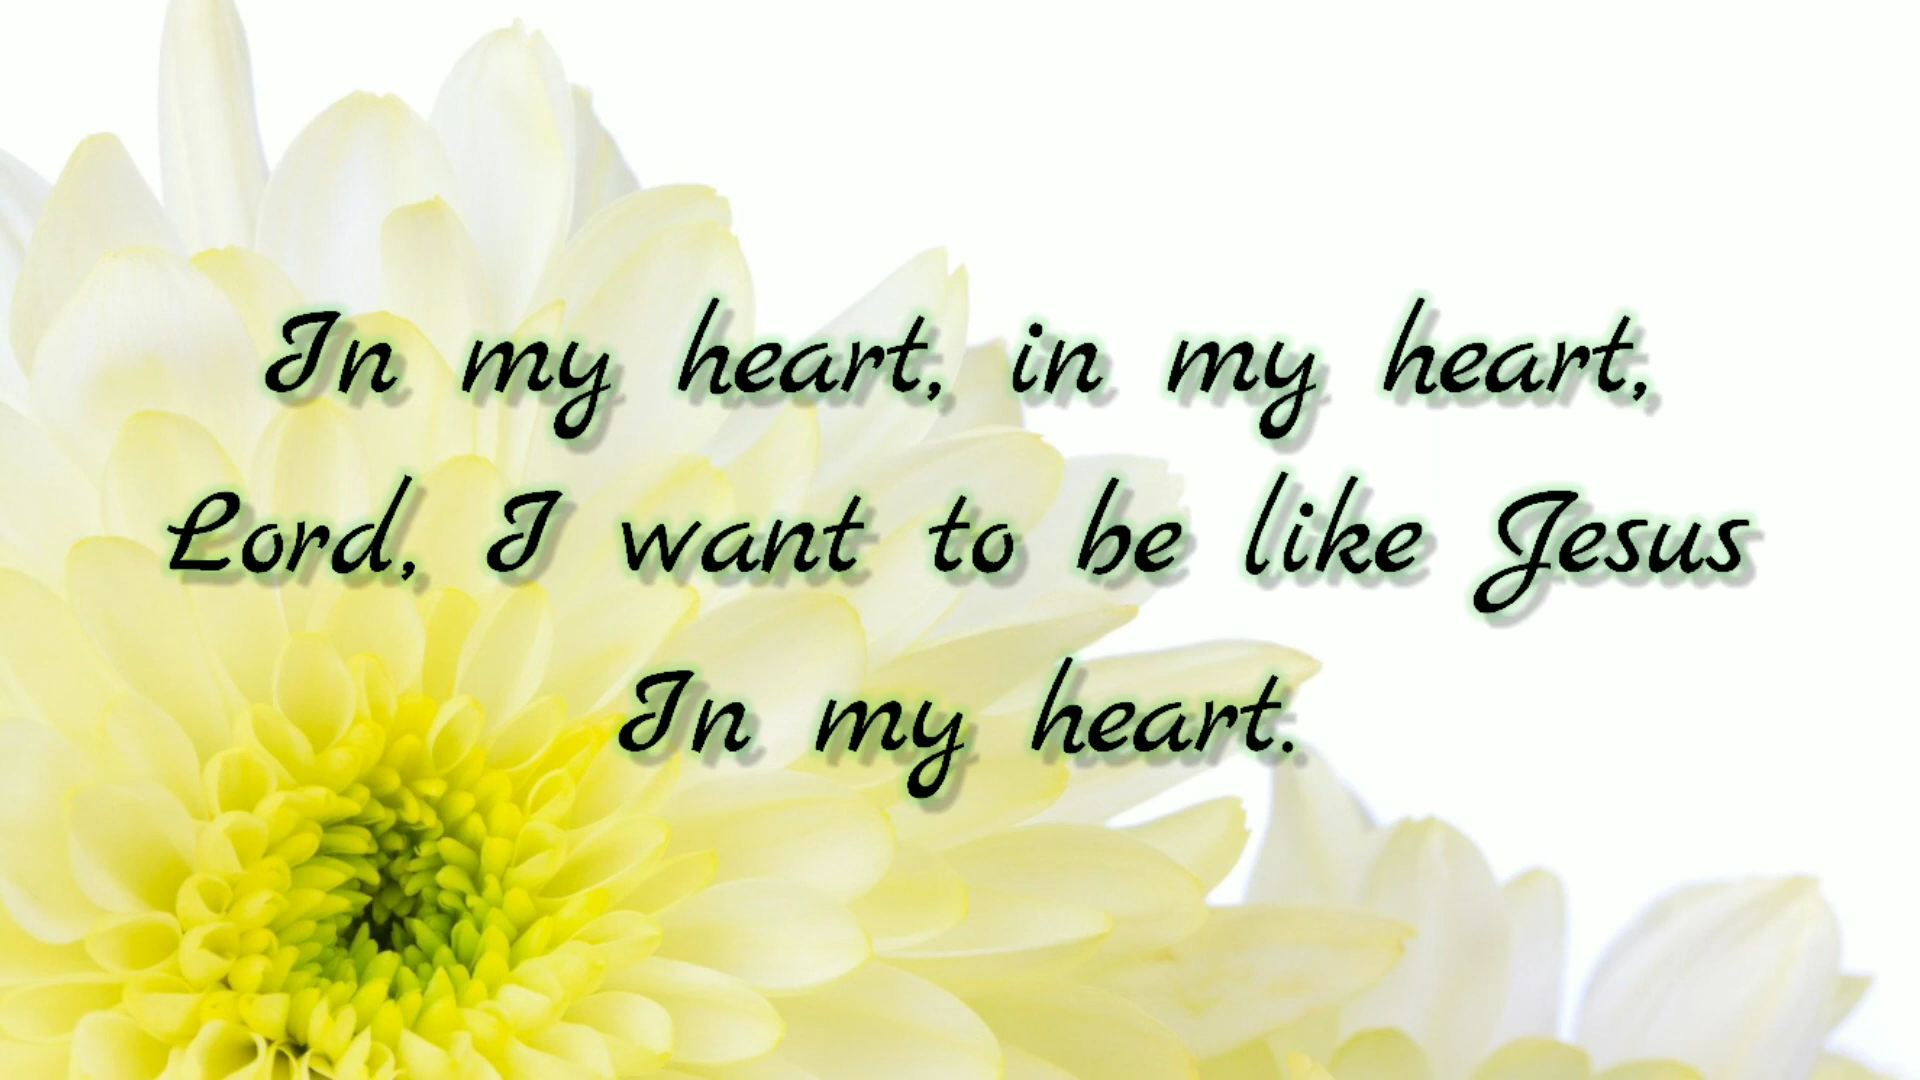 In my heart, in my heart,
Lord, I want to be like Jesus
In my heart.